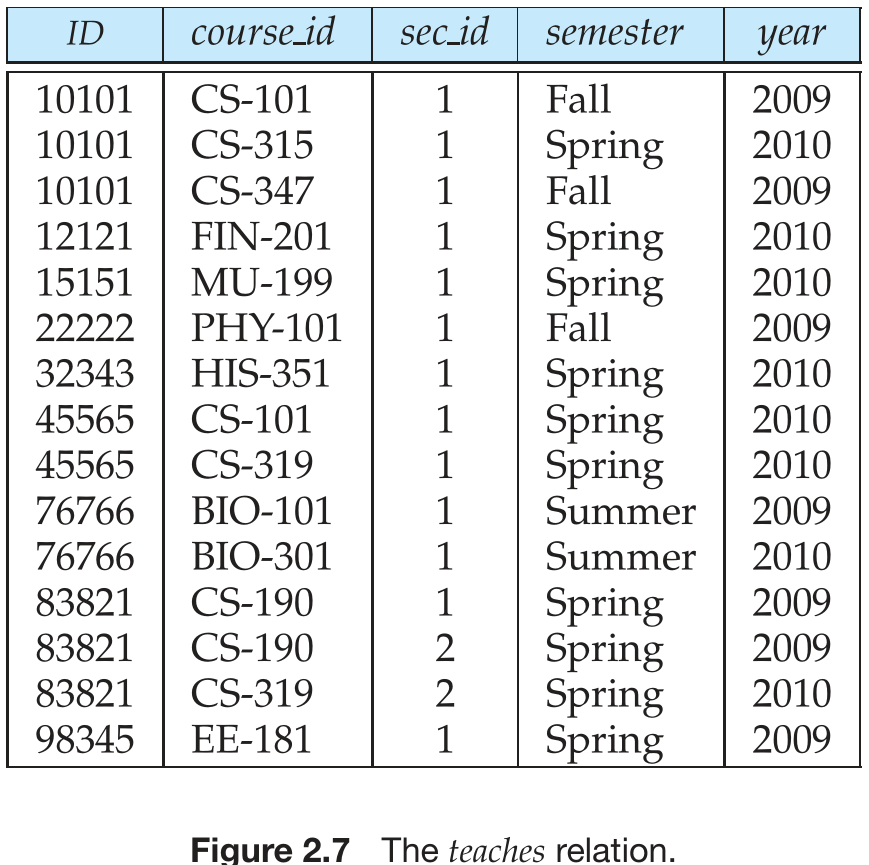 ID course_id sec_id semester year
10101 CS-101 1 Fall 2009
10101 CS-315 1 Spring 2010
10101 CS-347 1 Fall 2009
12121 FIN-201 1 Spring 2010
15151 MU-199 1 Spring 2010
22222 PHY-101 1 Fall 2009
32343 HIS-351 1 Spring 2010
45565 CS-101 1 Spring 2010
45565 CS-319 1 Spring 2010
76766 BIO-101 1 Summer 2009
76766 BIO-301 1 Summer 2010
83821 CS-190 1 Spring 2009
83821 CS-190 2 Spring 2009
83821 CS-319 2 Spring 2010
98345 EE-181 1 Spring 2009
Figure 2.7 The teaches relation.